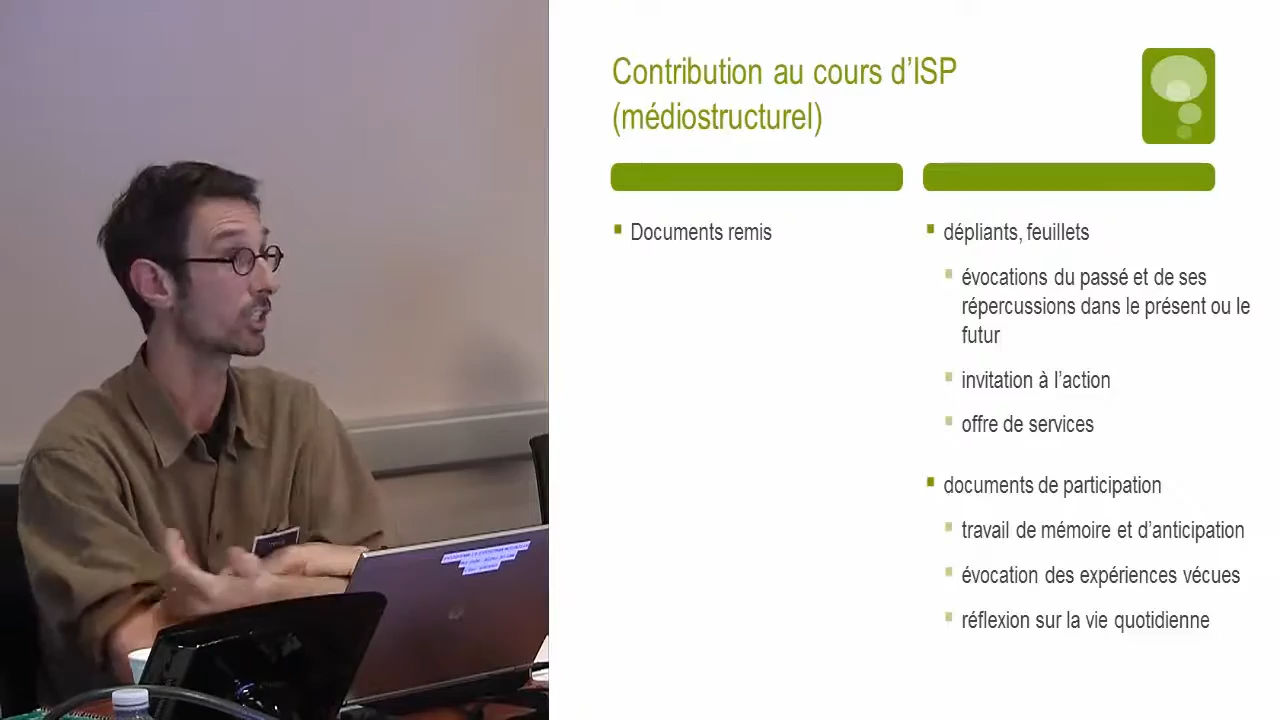 Contribution au cours d’ISP
(médiostructurel)
Documents remis
dépliants, feuillets
évocations du passé et de ses
répercussions dans le présent ou le
futur
invitation à l’action
offre de services
documents de participation
travail de mémoire et d’anticipation
évocation des expériences vécues
réflexion sur la vie quotidienne